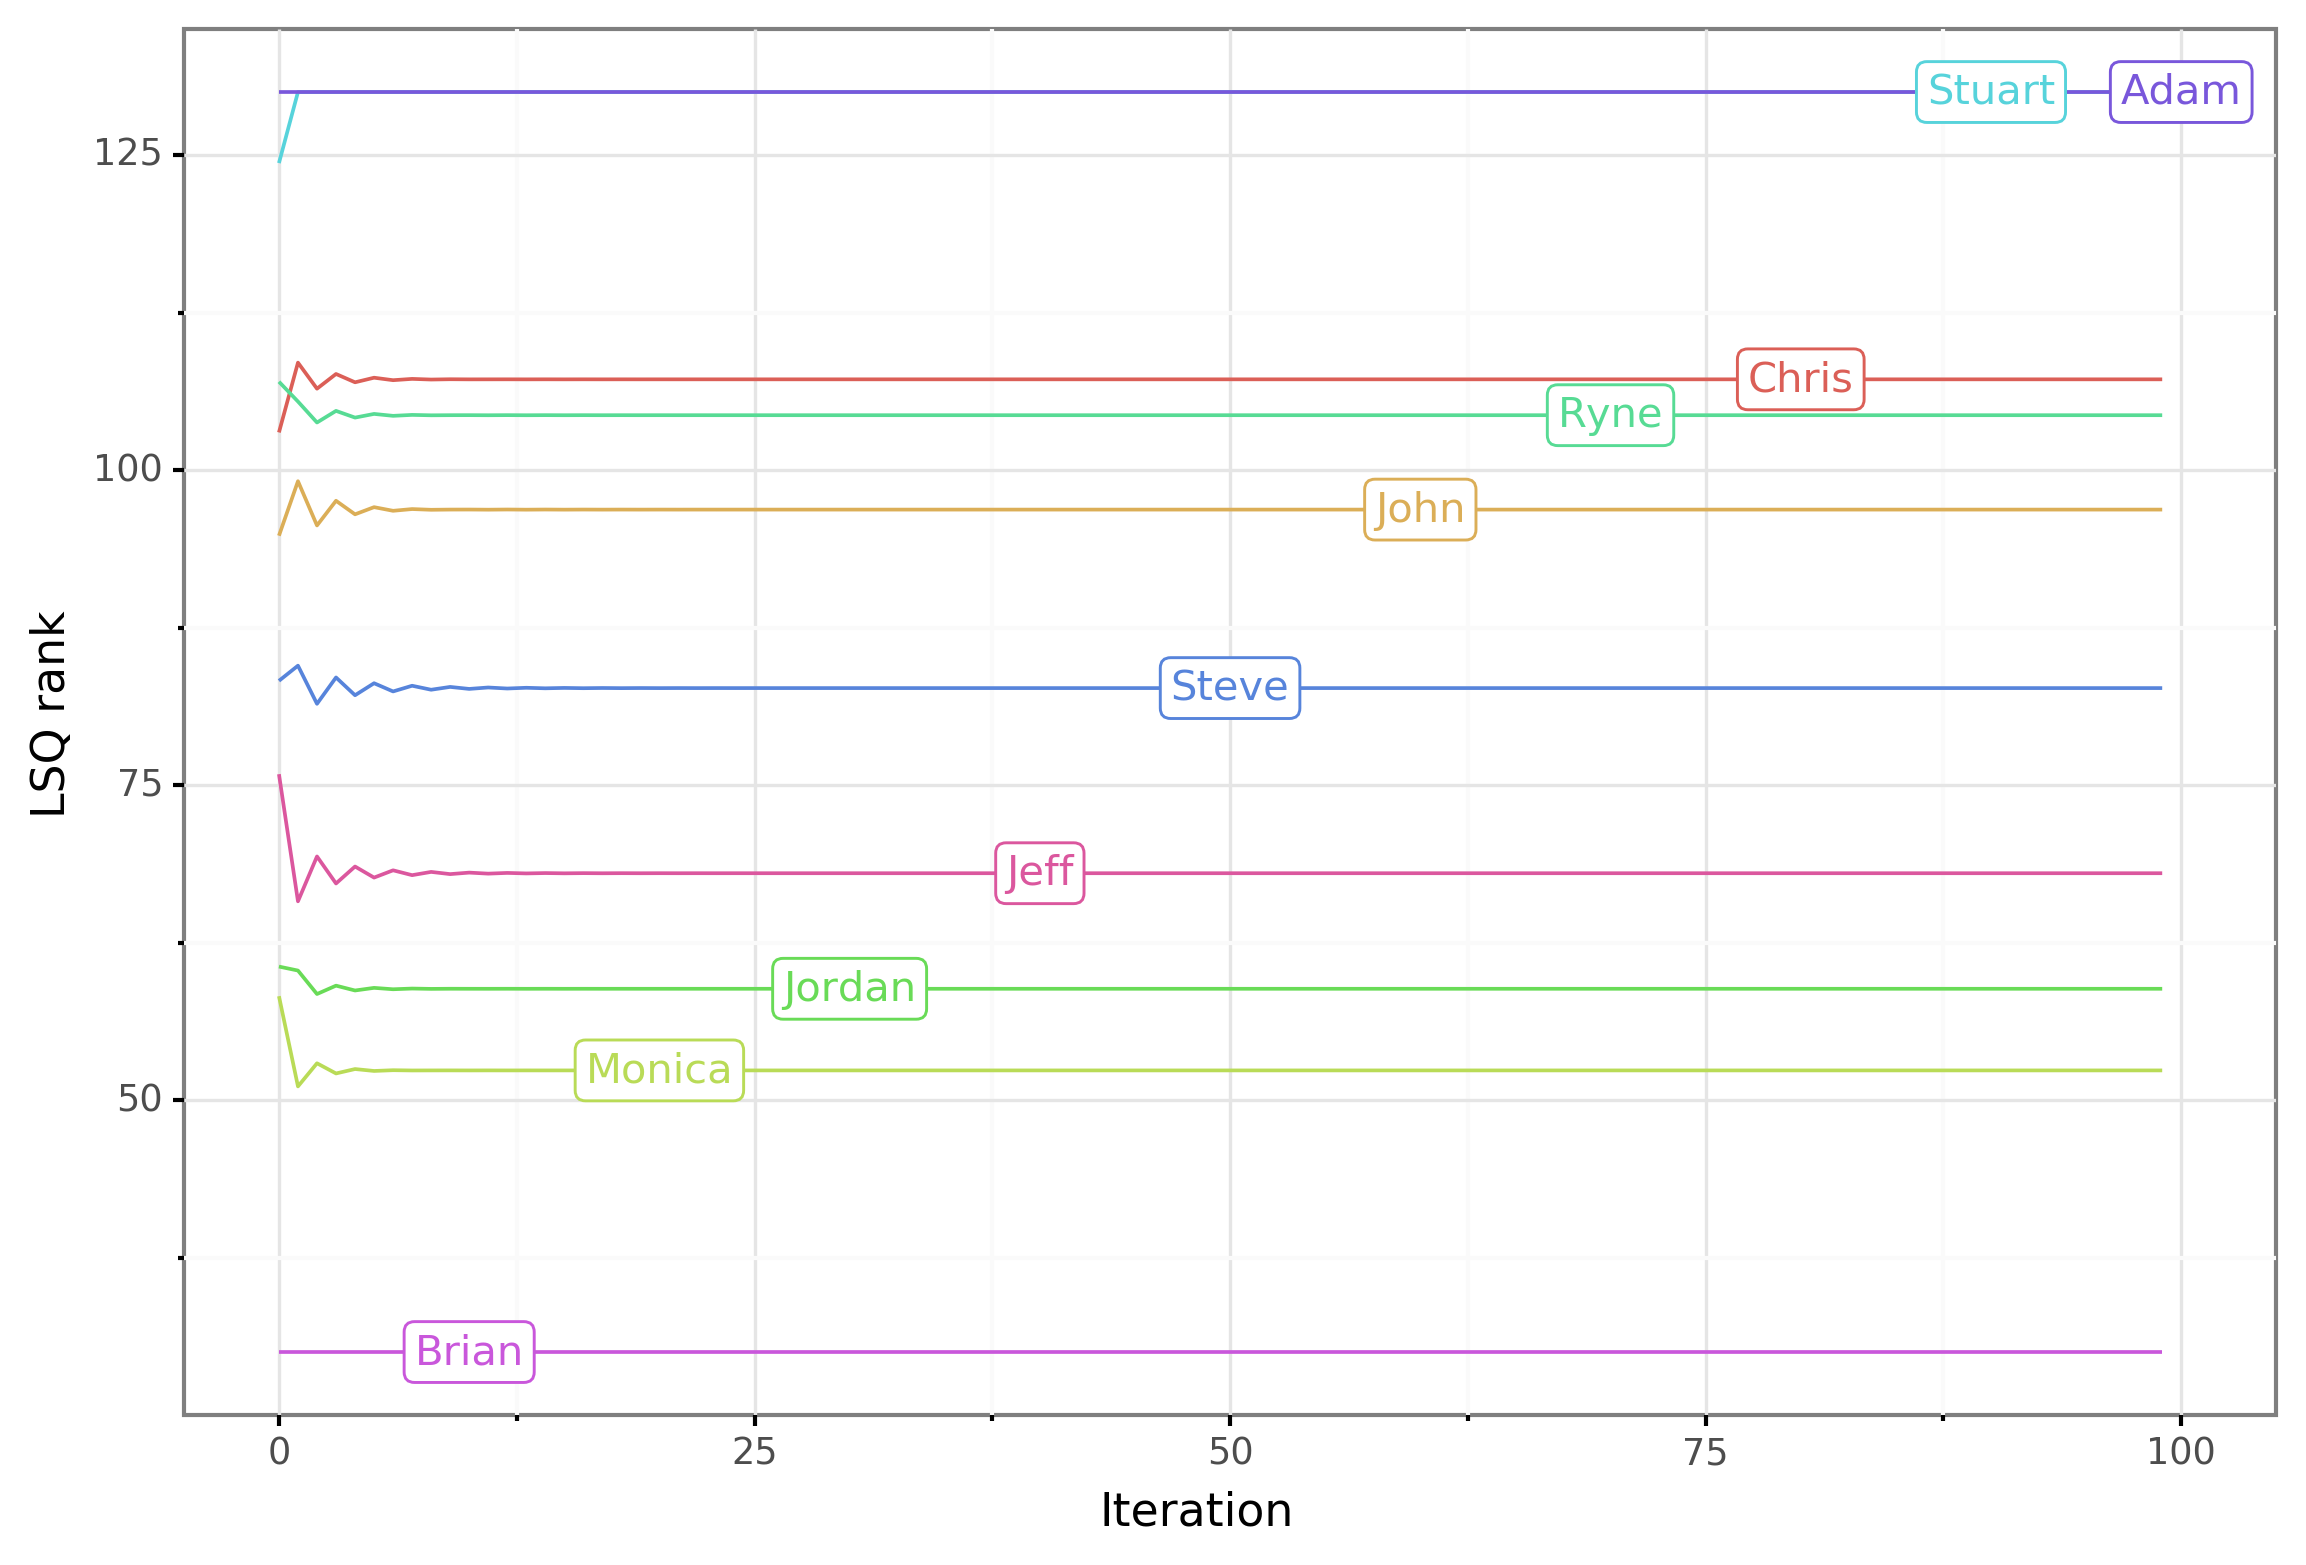 Stuart Adam
125
Chris
Ryne
100
John
Steve
75
Jeff
Jordan
Monica
50
Brian
0 25 50 75 100
Iteration
LSQ rank